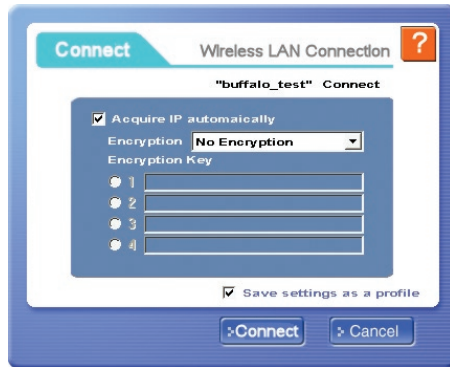 Connect
Wireless LAN Connection
?
"buffalo_test" Connect
Acquire IP automaically
Encryption No Encryption
Encryption Key
1
2
3
4
Save settings as a profile
Connect
Cancel